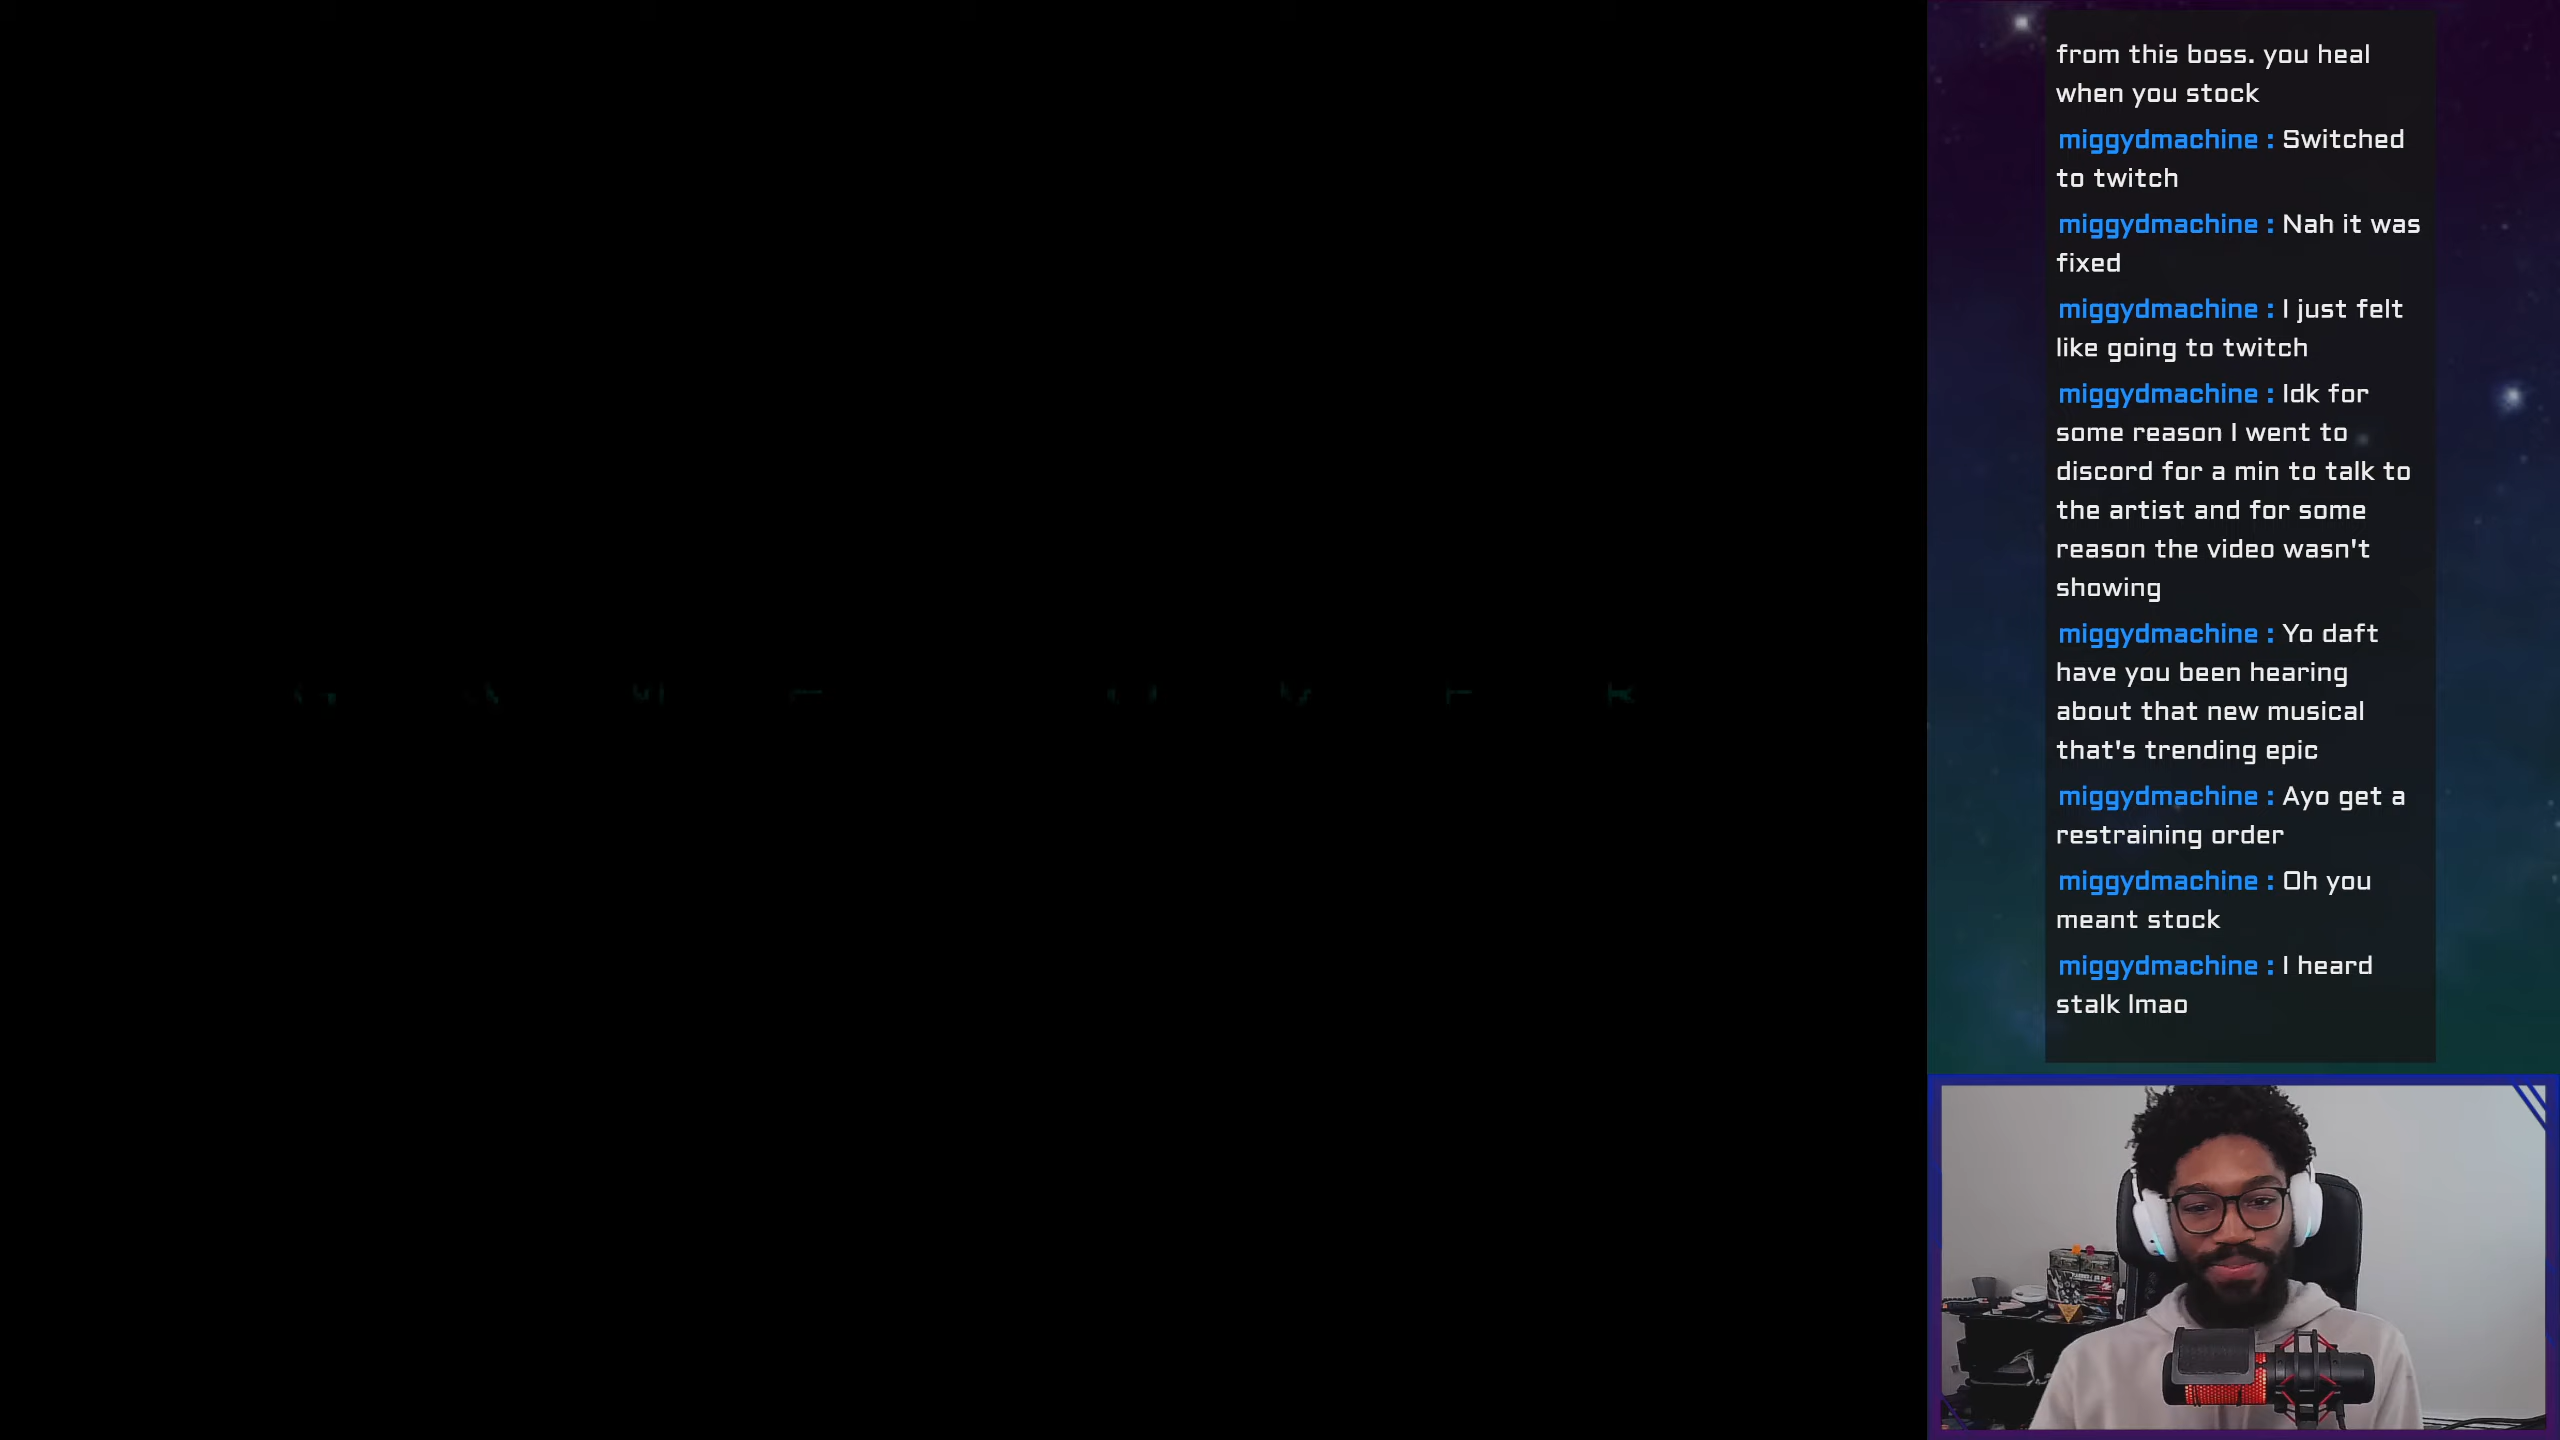 from this boss. you heal
when you stock
miggydmachine : Switched
to twitch
miggydmachine : Nah it was
fixed
miggydmachine : I just felt
like going to twitch
miggydmachine : Idk for
some reason I went to
discord for a min to talk to
the artist and for some
reason the video wasn't
showing
miggydmachine : Yo daft
have you been hearing
about that new musical
that's trending epic
miggydmachine : Ayo get a
restraining order
miggydmachine : Oh you
meant stock
miggydmachine : I heard
stalk lmao